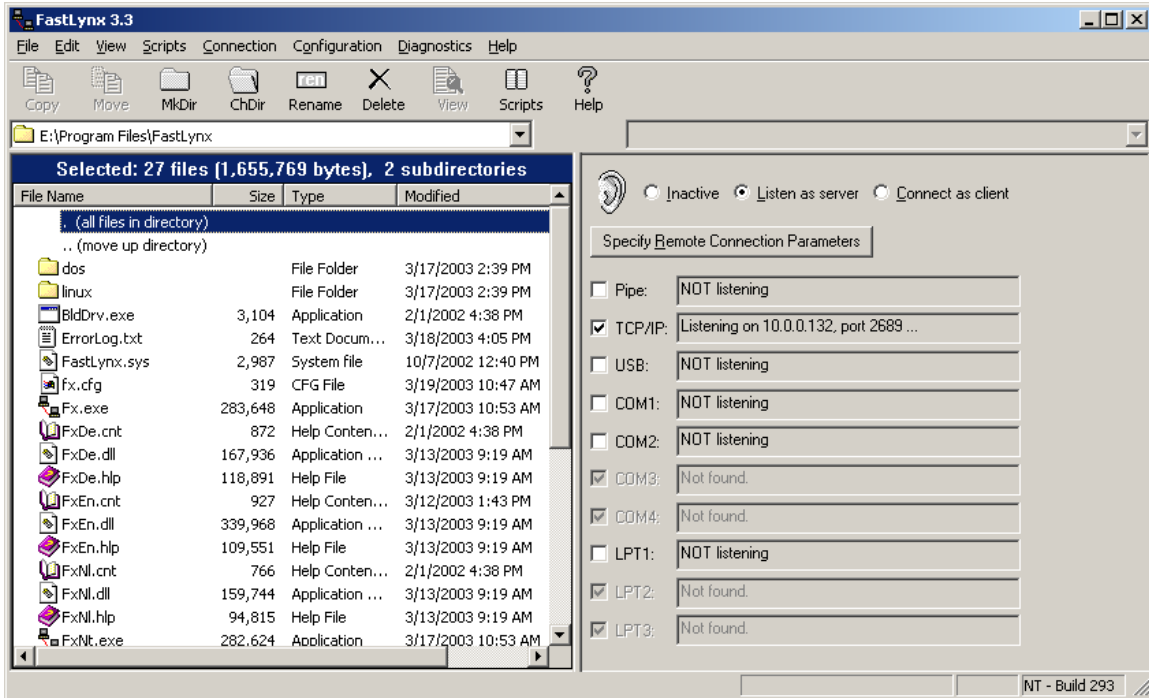 FastLynx 3.3
File Edit View Scripts Connection Configuration Diagnostics Help
ren
Copy Move MkDir ChDir Rename Delete View Scripts Help
E:\Program Files\FastLynx
Selected: 27 files (1,655,769 bytes), 2 subdirectories
File Name Size Type Modified
. (all files in directory)
.. (move up directory)
dos File Folder 3/17/2003 2:39 PM
linux File Folder 3/17/2003 2:39 PM
BldDrv.exe 3,104 Application 2/1/2002 4:38 PM
ErrorLog.txt 264 Text Docum... 3/18/2003 4:05 PM
FastLynx.sys 2,987 System file 10/7/2002 12:40 PM
fx.cfg 319 CFG File 3/19/2003 10:47 AM
Fx.exe 283,648 Application 3/17/2003 10:53 AM
FxDe.cnt 872 Help Conten... 2/1/2002 4:38 PM
FxDe.dll 167,936 Application ... 3/13/2003 9:19 AM
FxDe.hlp 118,891 Help File 3/13/2003 9:19 AM
FxEn.cnt 927 Help Conten... 3/12/2003 1:43 PM
FxEn.dll 339,968 Application ... 3/13/2003 9:19 AM
FxEn.hlp 109,551 Help File 3/13/2003 9:19 AM
FxNl.cnt 766 Help Conten... 2/1/2002 4:38 PM
FxNl.dll 159,744 Application ... 3/13/2003 9:19 AM
FxNl.hlp 94,815 Help File 3/13/2003 9:19 AM
FxNt.exe 282,624 Application 3/17/2003 10:53 AM
Inactive Listen as server Connect as client
Specify Remote Connection Parameters
Pipe: NOT listening
TCP/IP: Listening on 10.0.0.132, port 2689 ...
USB: NOT listening
COM1: NOT listening
COM2: NOT listening
COM3: Not found.
COM4: Not found.
LPT1: NOT listening
LPT2: Not found.
LPT3: Not found.
NT - Build 293